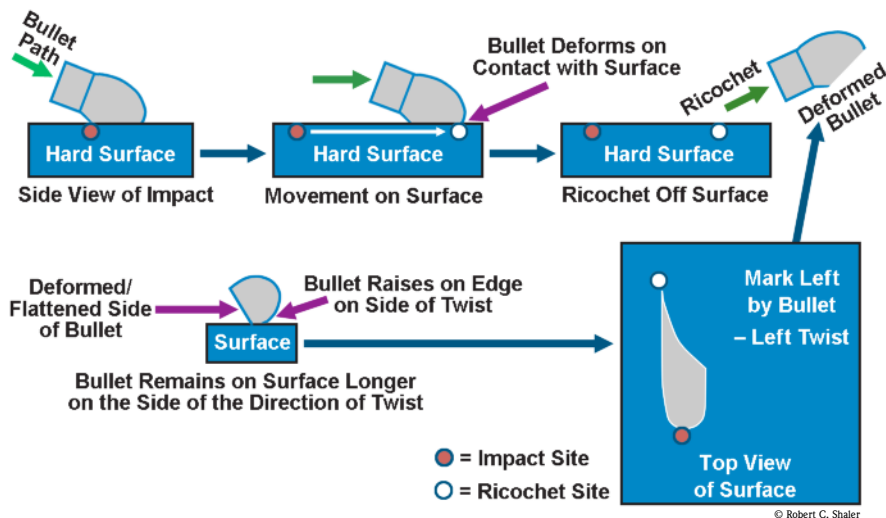 Bullet
Path
Hard Surface
Side View of Impact
Bullet Deforms on
Contact with Surface
Hard Surface
Movement on Surface
Ricochet
Deformed
Bullet
Hard Surface
Ricochet Off Surface
Deformed/
Flattened Side
of Bullet
Bullet Raises on Edge
on Side of Twist
Surface
Bullet Remains on Surface Longer
on the Side of the Direction of Twist
Mark Left
by Bullet
– Left Twist
Top View
of Surface
= Impact Site
= Ricochet Site
© Robert C. Shaler